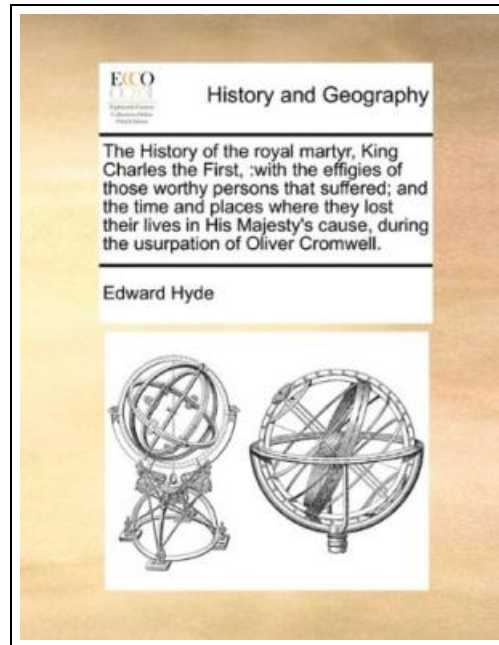 ECCO
History and Geography
The History of the royal martyr, King
Charles the First, :with the effigies of
those worthy persons that suffered; and
the time and places where they lost
their lives in His Majesty's cause, during
the usurpation of Oliver Cromwell.
Edward Hyde